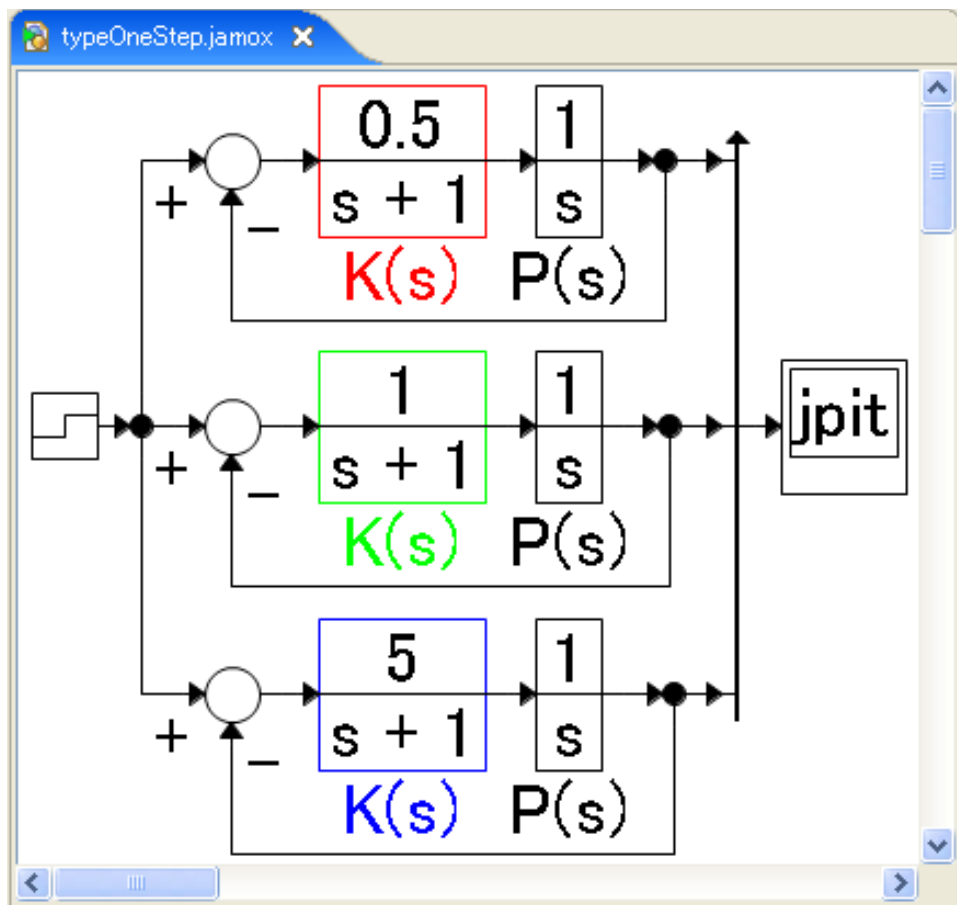 typeOneStep.jamox
0.5 1
s + 1 s
+ −
K(s) P(s)
1 1
s + 1 s
+ −
K(s) P(s)
jpit
5 1
s + 1 s
+ −
K(s) P(s)